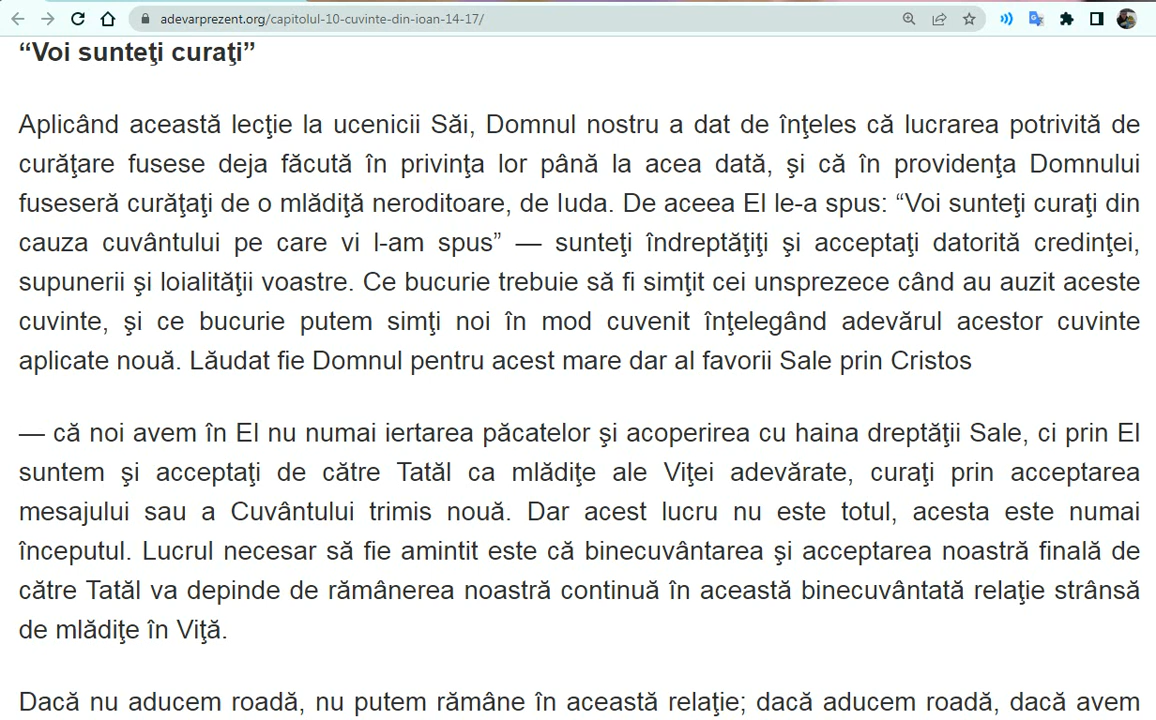 adevarprezent.org/capitolul-10-cuvinte-din-ioan-14-17/
“Voi sunteţi curaţi”
Aplicând această lecţie la ucenicii Săi, Domnul nostru a dat de înţeles că lucrarea potrivită de
curăţare fusese deja făcută în privinţa lor până la acea dată, şi că în providenţa Domnului
fuseseră curăţaţi de o mlădiţă neroditoare, de Iuda. De aceea El le-a spus: “Voi sunteţi curaţi din
cauza cuvântului pe care vi l-am spus” — sunteţi îndreptăţiţi şi acceptaţi datorită credinţei,
supunerii şi loialităţii voastre. Ce bucurie trebuie să fi simţit cei unsprezece când au auzit aceste
cuvinte, şi ce bucurie putem simţi noi în mod cuvenit înţelegând adevărul acestor cuvinte
aplicate nouă. Lăudat fie Domnul pentru acest mare dar al favorii Sale prin Cristos
— că noi avem în El nu numai iertarea păcatelor şi acoperirea cu haina dreptăţii Sale, ci prin El
suntem şi acceptaţi de către Tatăl ca mlădiţe ale Viţei adevărate, curaţi prin acceptarea
mesajului sau a Cuvântului trimis nouă. Dar acest lucru nu este totul, acesta este numai
începutul. Lucrul necesar să fie amintit este că binecuvântarea şi acceptarea noastră finală de
către Tatăl va depinde de rămânerea noastră continuă în această binecuvântată relaţie strânsă
de mlădiţe în Viţă.
Dacă nu aducem roadă, nu putem rămâne în această relaţie; dacă aducem roadă, dacă avem